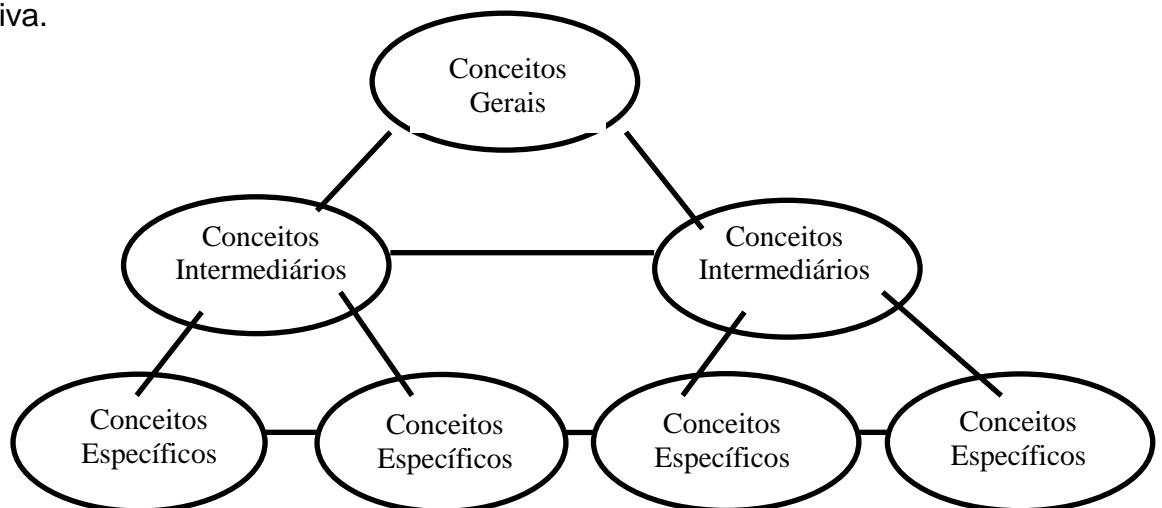 iva.
Conceitos
Gerais
Conceitos
Intermediários
Conceitos
Intermediários
Conceitos
Específicos
Conceitos
Específicos
Conceitos
Específicos
Conceitos
Específicos